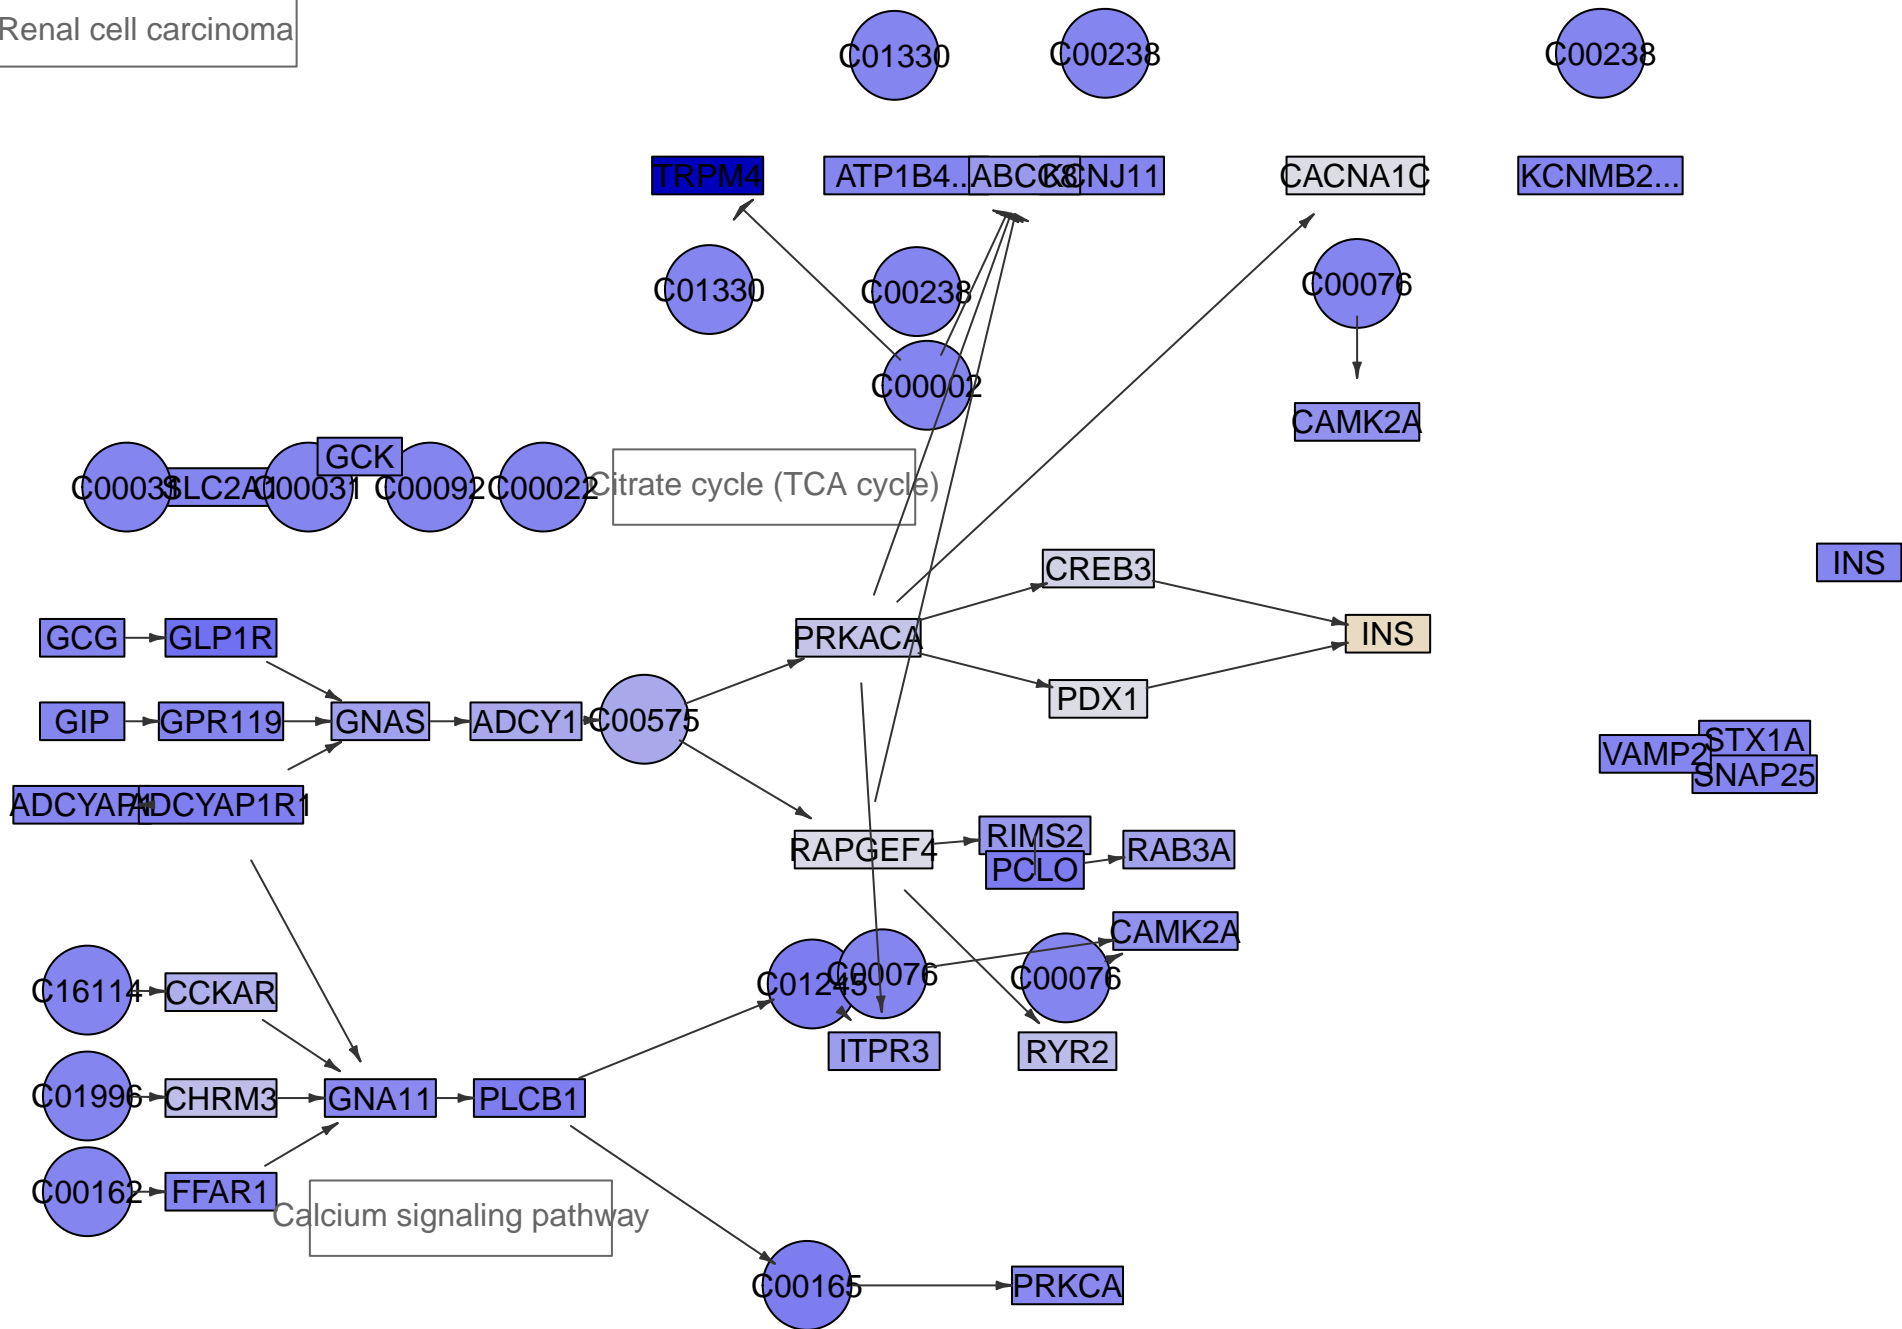 Renal cell carcinoma
C01330
C00238
C00238
TRPM4
ATP1B4...
ABCC8
KCNJ11
CACNA1C
KCNMB2...
C01330
C00238
C00076
C00002
CAMK2A
GCK
C00031
SLC2A1
C00031
C00092
C00022
Citrate cycle (TCA cycle)
CREB3
INS
GCG
GLP1R
PRKACA
INS
PDX1
GIP
GPR119
GNAS
ADCY1
C00575
STX1A
VAMP2
SNAP25
ADCYAP1
ADCYAP1R1
RIMS2
RAPGEF4
RAB3A
PCLO
CAMK2A
C16114
CCKAR
C01245
C00076
C00076
ITPR3
RYR2
C01996
CHRM3
GNA11
PLCB1
C00162
FFAR1
Calcium signaling pathway
C00165
PRKCA